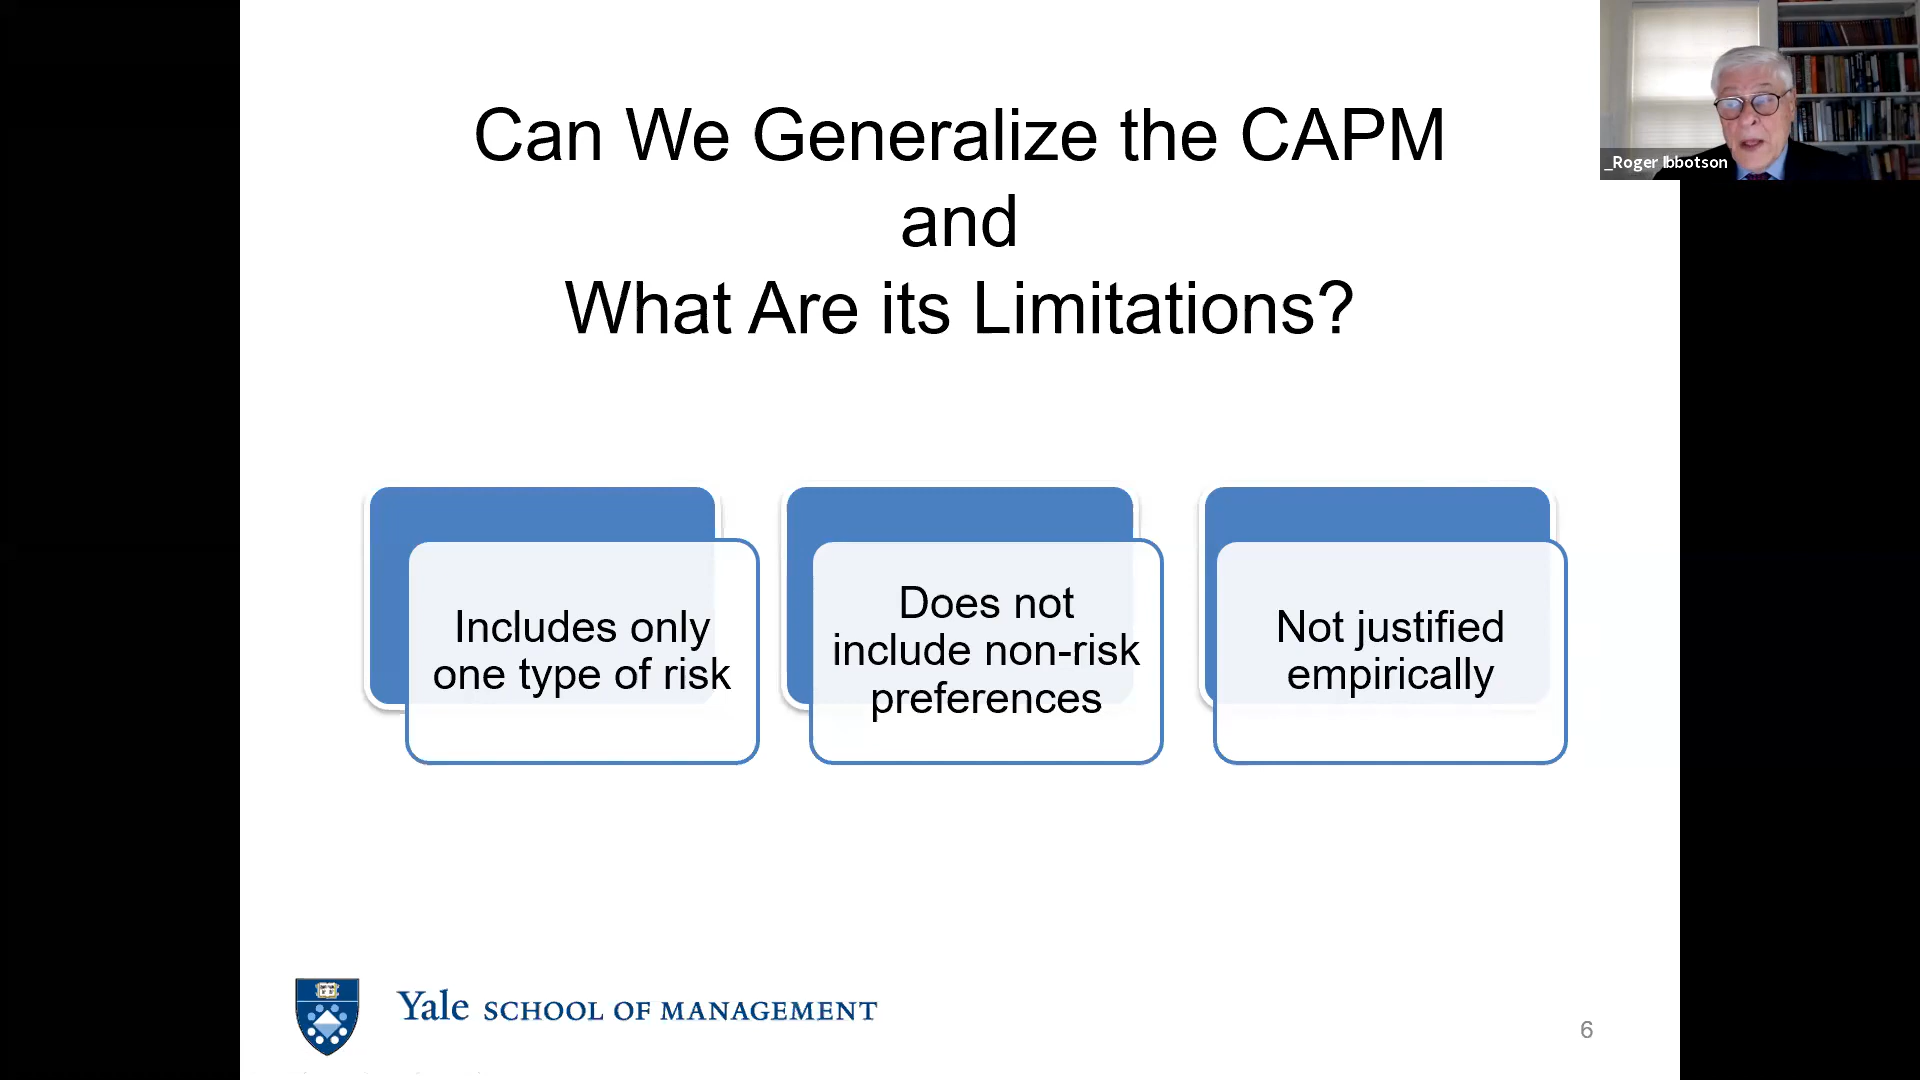 Can We Generalize the CAPM
and
What Are its Limitations?
_Roger Ibbotson
Includes only
one type of risk
Does not
include non-risk
preferences
Not justified
empirically
Yale SCHOOL OF MANAGEMENT
6